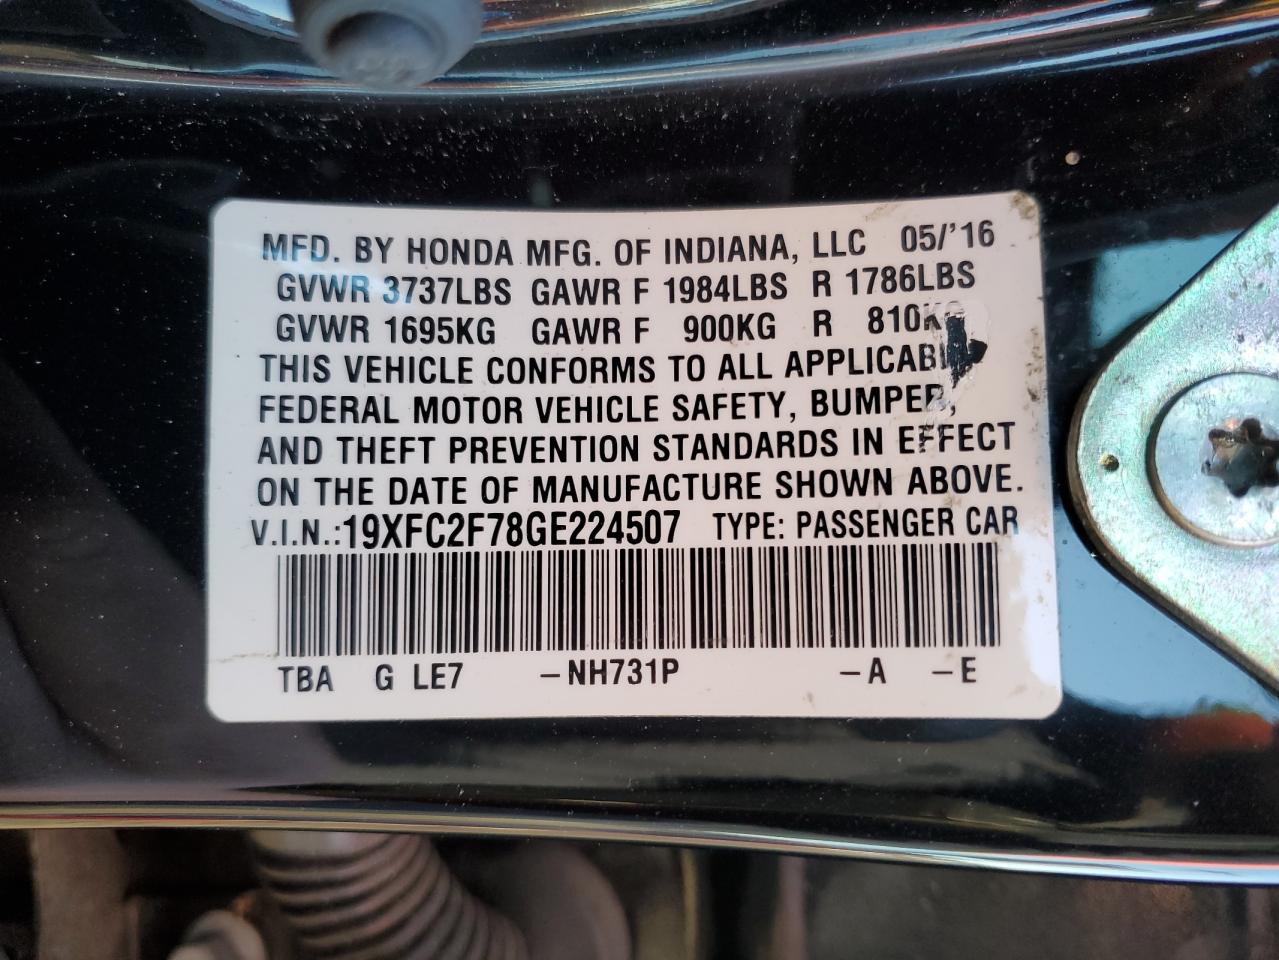 MFD. BY HONDA MFG. OF INDIANA, LLC 05/'16
GVWR 3737LBS GAWR F 1984LBS R 1786LBS
GVWR 1695KG GAWR F 900KG R 810KG
THIS VEHICLE CONFORMS TO ALL APPLICABLE
FEDERAL MOTOR VEHICLE SAFETY, BUMPER,
AND THEFT PREVENTION STANDARDS IN EFFECT
ON THE DATE OF MANUFACTURE SHOWN ABOVE.
V.I.N.:19XFC2F78GE224507 TYPE: PASSENGER CAR
TBA G LE7 -NH731P -A -E